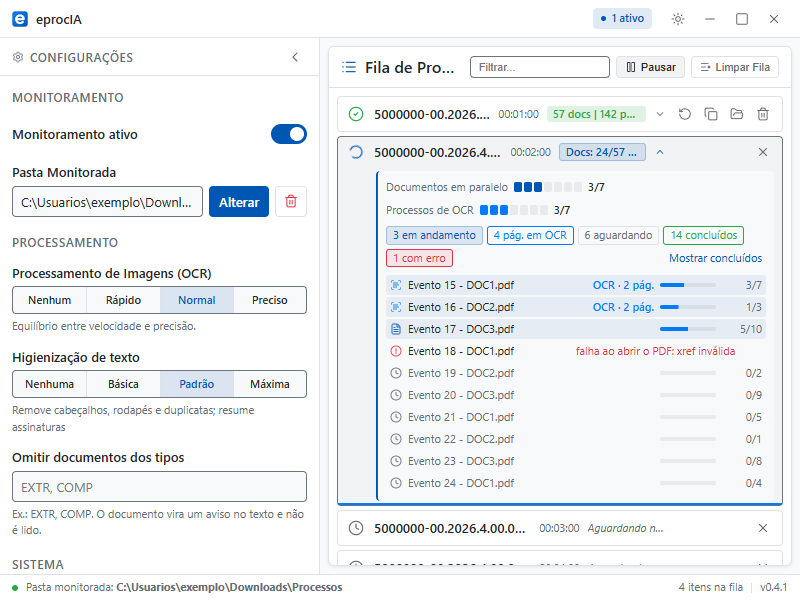 e eprocIA
1 ativo
CONFIGURAÇÕES
MONITORAMENTO
Monitoramento ativo
Pasta Monitorada
C:\Usuarios\exemplo\Downl...
Alterar
PROCESSAMENTO
Processamento de Imagens (OCR)
Nenhum Rápido Normal Preciso
Equilíbrio entre velocidade e precisão.
Higienização de texto
Nenhuma Básica Padrão Máxima
Remove cabeçalhos, rodapés e duplicatas; resume
assinaturas
Omitir documentos dos tipos
EXTR, COMP
Ex.: EXTR, COMP. O documento vira um aviso no texto e não
é lido.
SISTEMA
Fila de Pro...
Filtrar...
Pausar
Limpar Fila
5000000-00.2026.... 00:01:00 57 docs | 142 p...
5000000-00.2026.4.... 00:02:00 Docs: 24/57 ...
Documentos em paralelo 3/7
Processos de OCR 3/7
3 em andamento 4 pág. em OCR 6 aguardando 14 concluídos
1 com erro Mostrar concluídos
Evento 15 - DOC1.pdf OCR · 2 pág. 3/7
Evento 16 - DOC2.pdf OCR · 2 pág. 1/3
Evento 17 - DOC3.pdf 5/10
Evento 18 - DOC1.pdf falha ao abrir o PDF: xref inválida
Evento 19 - DOC2.pdf 0/2
Evento 20 - DOC3.pdf 0/9
Evento 21 - DOC1.pdf 0/5
Evento 22 - DOC2.pdf 0/1
Evento 23 - DOC3.pdf 0/8
Evento 24 - DOC1.pdf 0/4
5000000-00.2026.4.00.0... 00:03:00 Aguardando n...
Pasta monitorada: C:\Usuarios\exemplo\Downloads\Processos
4 itens na fila | v0.4.1